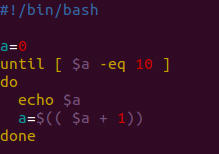 #!/bin/bash

a=0
until [ $a -eq 10 ]
do
  echo $a
  a=$(( $a + 1))
done